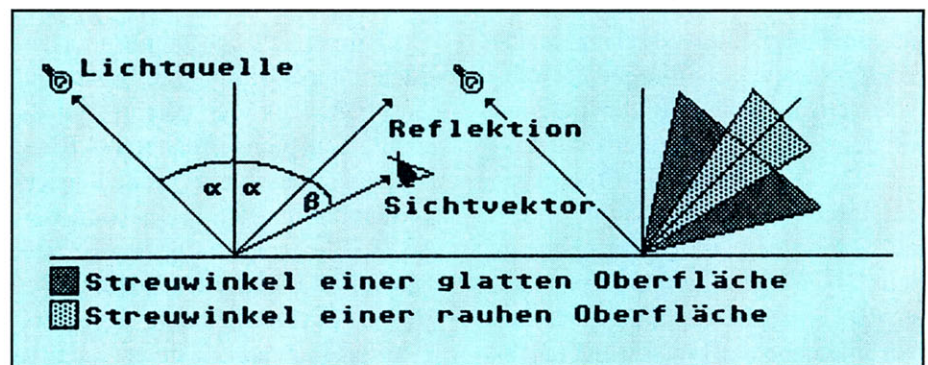 Lichtquelle
Reflektion
α α β
Sichtvektor
Streuwinkel einer glatten Oberfläche
Streuwinkel einer rauhen Oberfläche